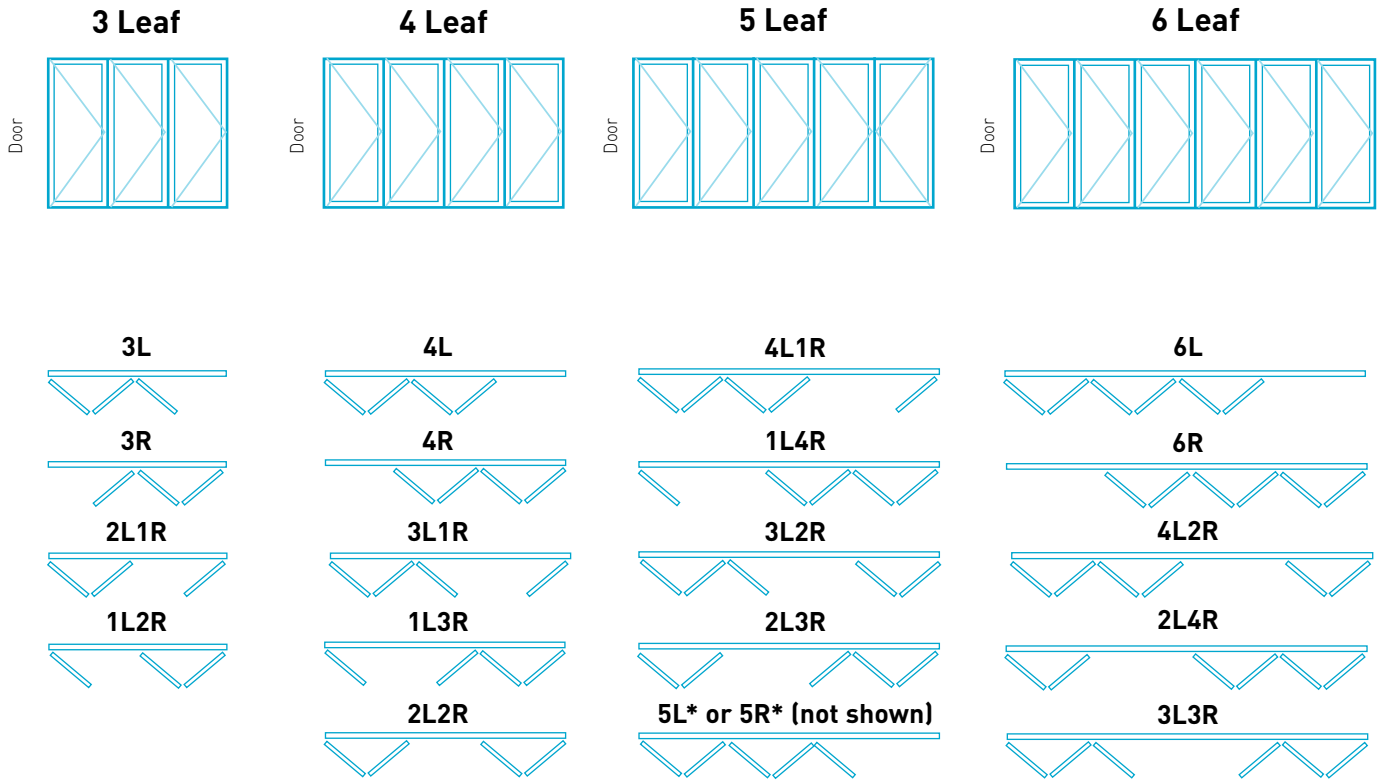 3 Leaf
4 Leaf
5 Leaf
6 Leaf
Door
Door
Door
Door
3L
4L
4L1R
6L
3R
4R
1L4R
6R
2L1R
3L1R
3L2R
4L2R
1L2R
1L3R
2L3R
2L4R
2L2R
5L* or 5R* (not shown)
3L3R